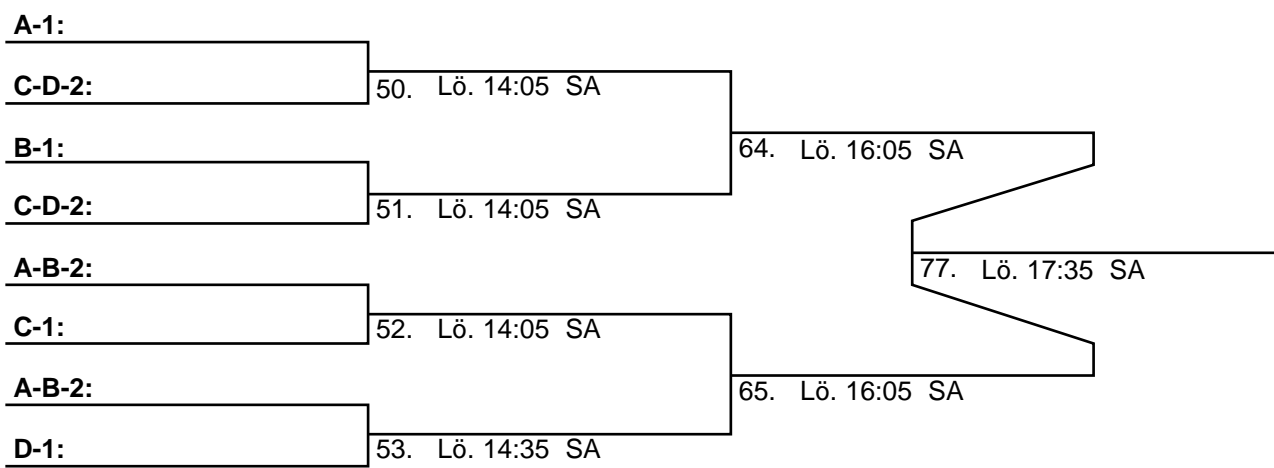 A-1:
C-D-2:
50. Lö. 14:05 SA
B-1:
64. Lö. 16:05 SA
C-D-2:
51. Lö. 14:05 SA
A-B-2:
77. Lö. 17:35 SA
C-1:
52. Lö. 14:05 SA
A-B-2:
65. Lö. 16:05 SA
D-1:
53. Lö. 14:35 SA